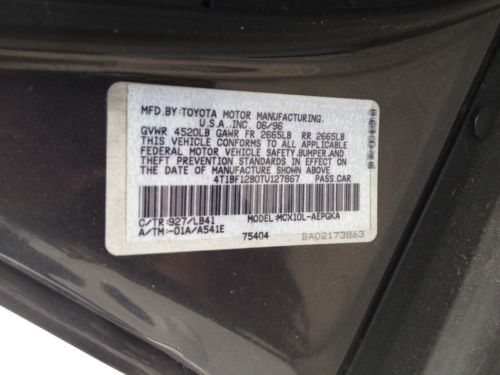 MFD.BY:TOYOTA MOTOR MANUFACTURING,
U.S.A.,INC. 06/96
GVWR 4520LB GAWR FR 2665LB RR 2665LB
THIS VEHICLE CONFORMS TO ALL APPLICABLE
FEDERAL MOTOR VEHICLE SAFETY,BUMPER,AND
THEFT PREVENTION STANDARDS IN EFFECT ON
THE DATE OF MANUFACTURE SHOWN ABOVE.
4T1BF12B0TU127867 PASS.CAR
C/TR:927/LB41 MODEL:MCX10L-AEPGKA
A/TM:-01A/A541E 75404 BA02173863